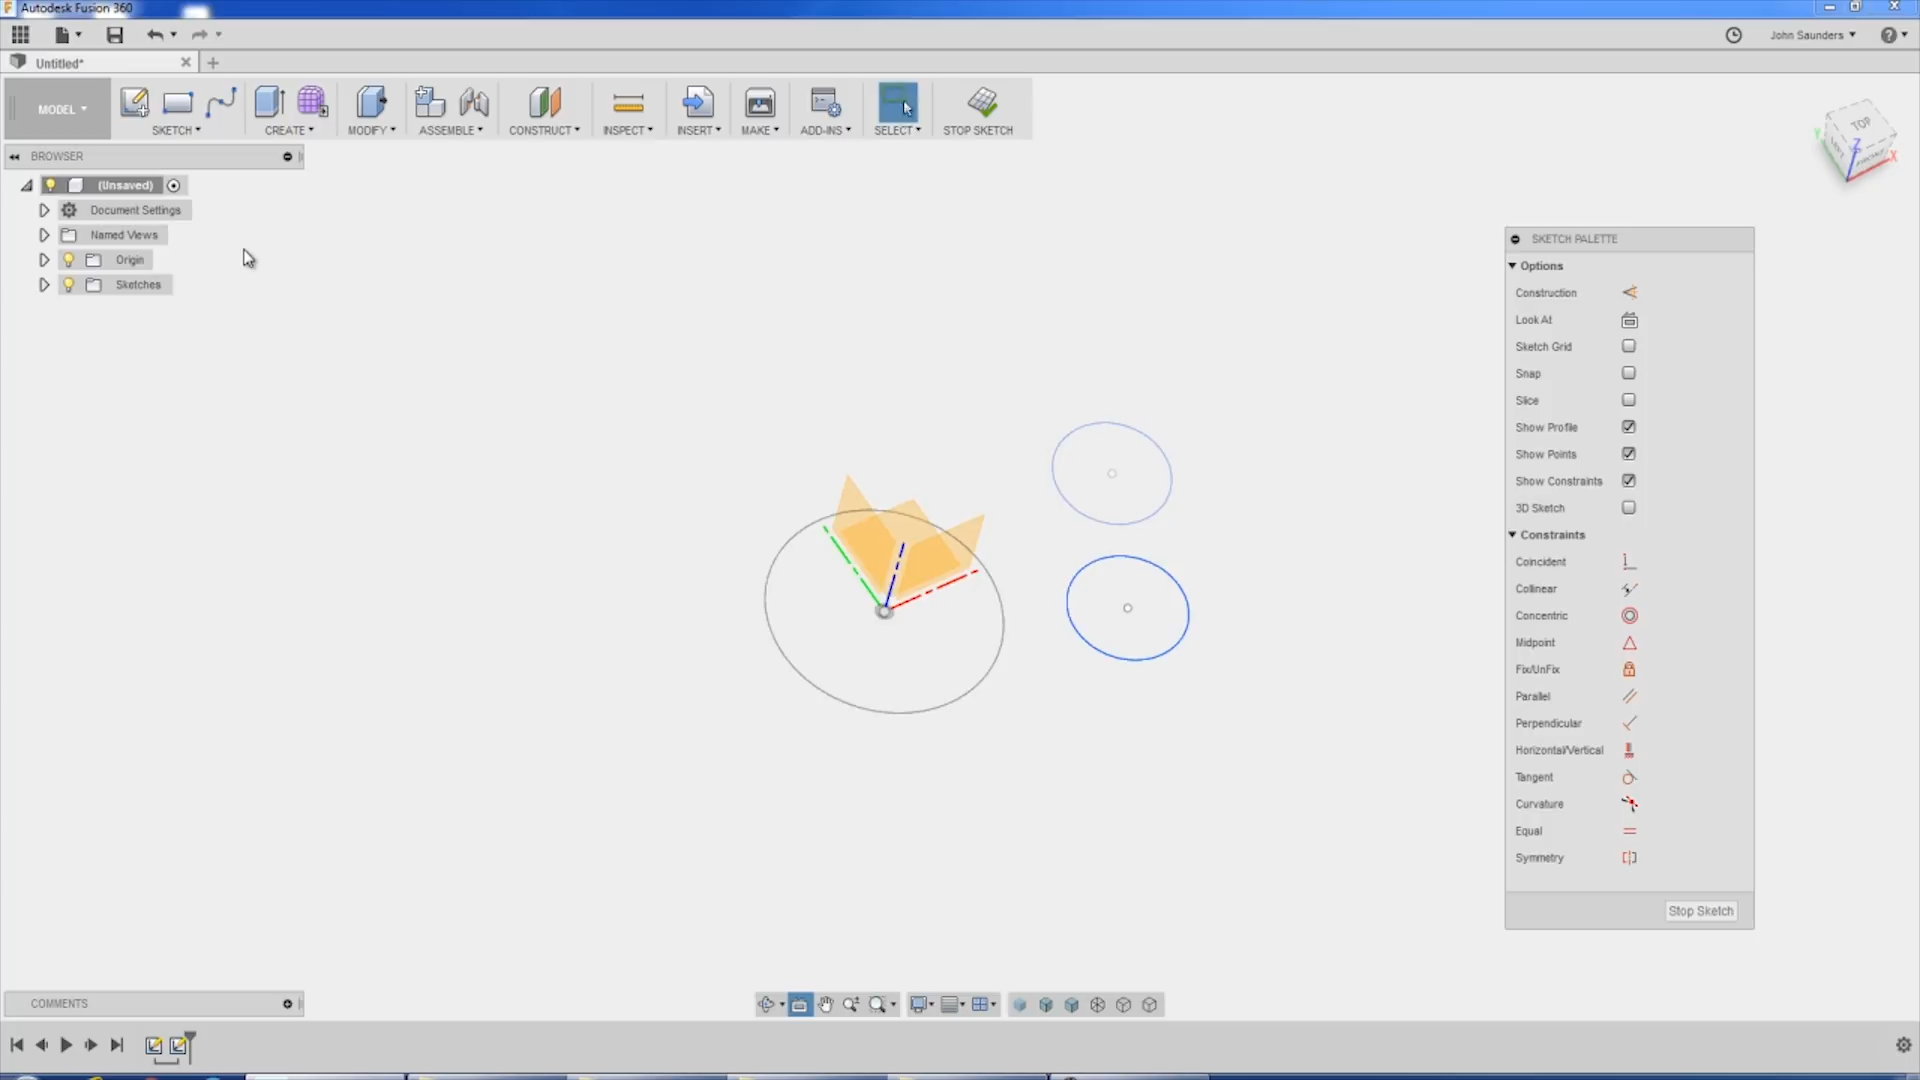 Autodesk Fusion 360
John Saunders
Untitled*
MODEL
SKETCH
CREATE
MODIFY
ASSEMBLE
CONSTRUCT
INSPECT
INSERT
MAKE
ADD-INS
SELECT
STOP SKETCH
TOP
LEFT
Z
X
Y
BROWSER
(Unsaved)
Document Settings
Named Views
Origin
Sketches
SKETCH PALETTE
Options
Construction
Look At
Sketch Grid
Snap
Slice
Show Profile
Show Points
Show Constraints
3D Sketch
Constraints
Coincident
Collinear
Concentric
Midpoint
Fix/UnFix
Parallel
Perpendicular
Horizontal/Vertical
Tangent
Curvature
Equal
Symmetry
Stop Sketch
COMMENTS